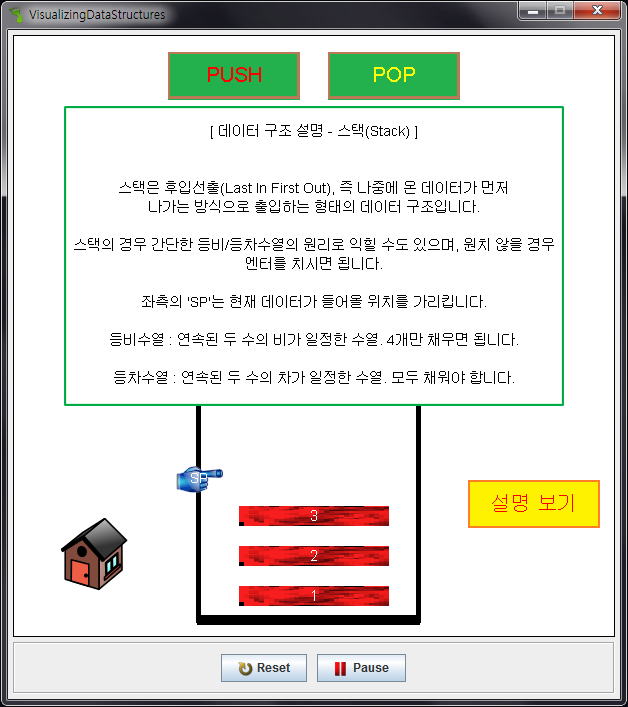 VisualizingDataStructures
PUSH
POP
[ 데이터 구조 설명 - 스택(Stack) ]
스택은 후입선출(Last In First Out), 즉 나중에 온 데이터가 먼저
나가는 방식으로 출입하는 형태의 데이터 구조입니다.
스택의 경우 간단한 등비/등차수열의 원리로 익힐 수도 있으며, 원치 않을 경우
엔터를 치시면 됩니다.
좌측의 'SP'는 현재 데이터가 들어올 위치를 가리킵니다.
등비수열 : 연속된 두 수의 비가 일정한 수열. 4개만 채우면 됩니다.
등차수열 : 연속된 두 수의 차가 일정한 수열. 모두 채워야 합니다.
SP
설명 보기
3
2
1
Reset
Pause